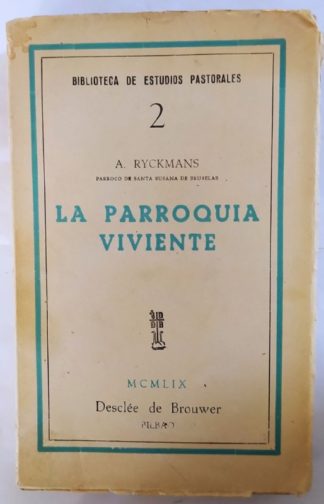 BIBLIOTECA DE ESTUDIOS PASTORALES
2
A. RYCKMANS
PARROCO DE SANTA SUSANA DE BRUSELAS
LA PARROQUIA
VIVIENTE
MCMLIX
Desclée de Brouwer
BILBAO